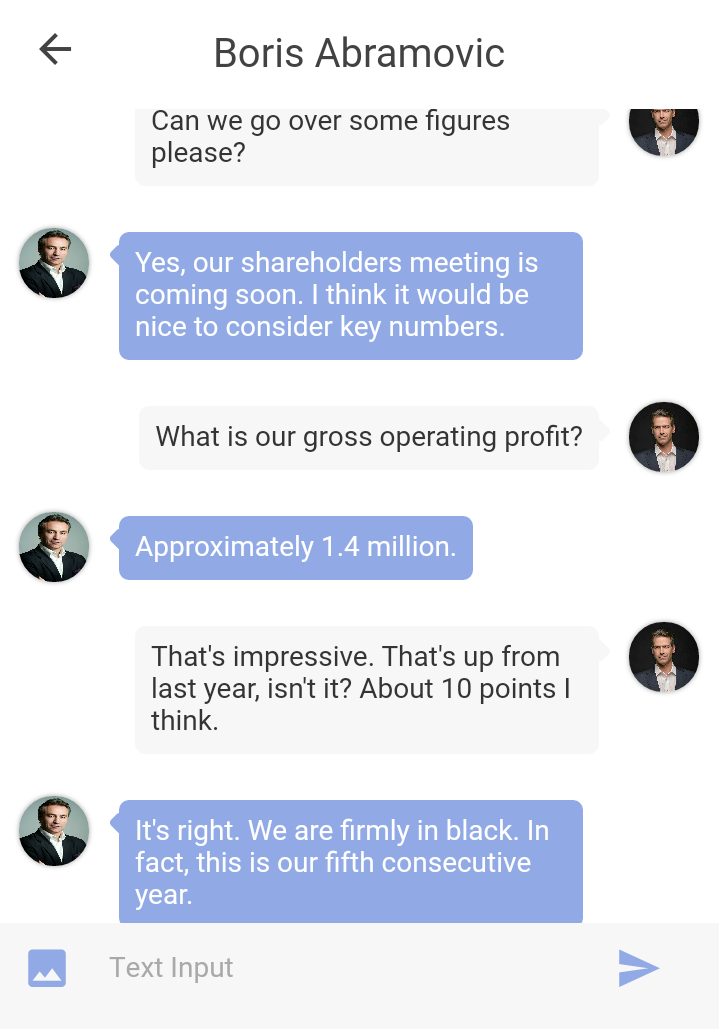 Boris Abramovic
Can we go over some figures
please?
Yes, our shareholders meeting is
coming soon. I think it would be
nice to consider key numbers.
What is our gross operating profit?
Approximately 1.4 million.
That's impressive. That's up from
last year, isn't it? About 10 points I
think.
It's right. We are firmly in black. In
fact, this is our fifth consecutive
year.
Text Input